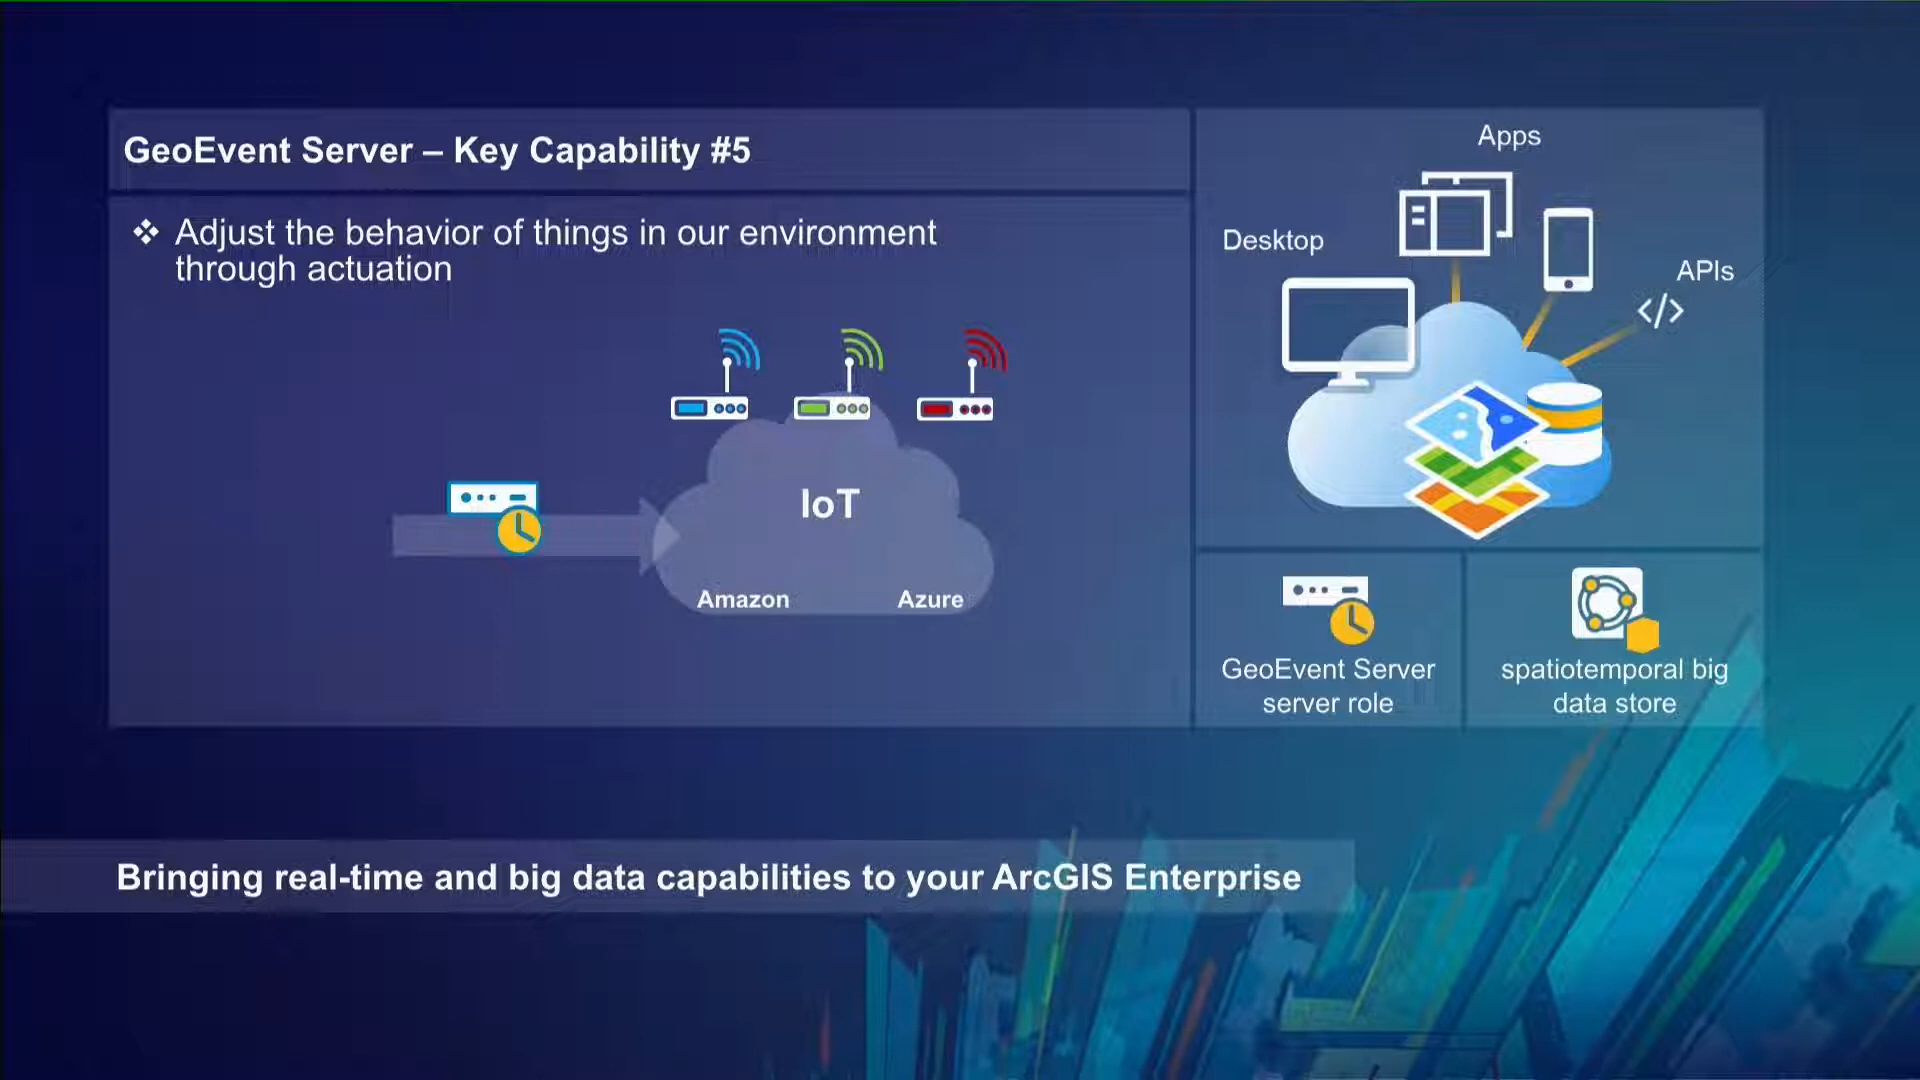 GeoEvent Server – Key Capability #5
❖ Adjust the behavior of things in our environment
through actuation
IoT
Amazon
Azure
Apps
Desktop
APIs
</>
GeoEvent Server
server role
spatiotemporal big
data store
Bringing real-time and big data capabilities to your ArcGIS Enterprise